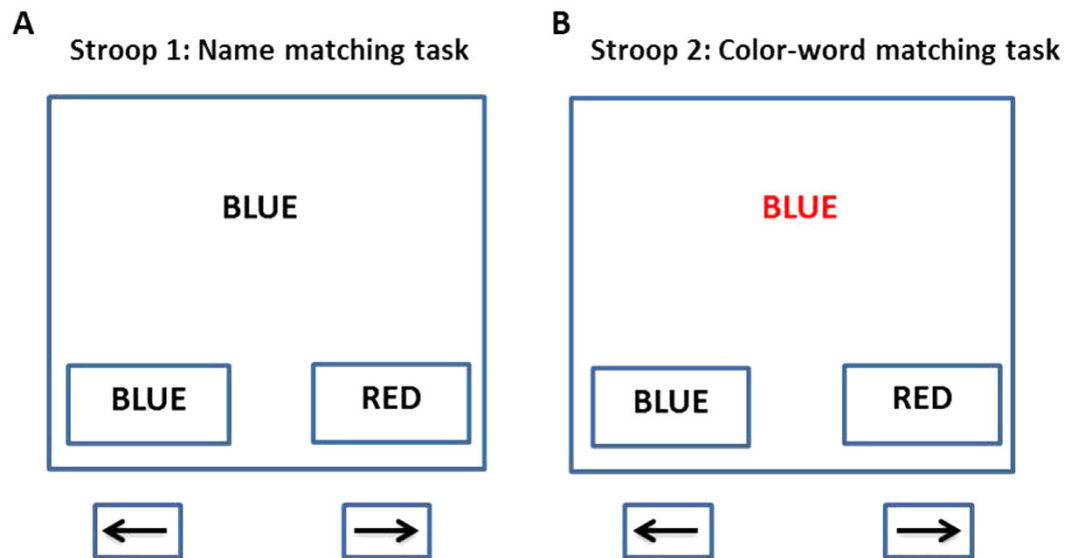 A
Stroop 1: Name matching task
BLUE
BLUE
RED
B
Stroop 2: Color-word matching task
BLUE
BLUE
RED